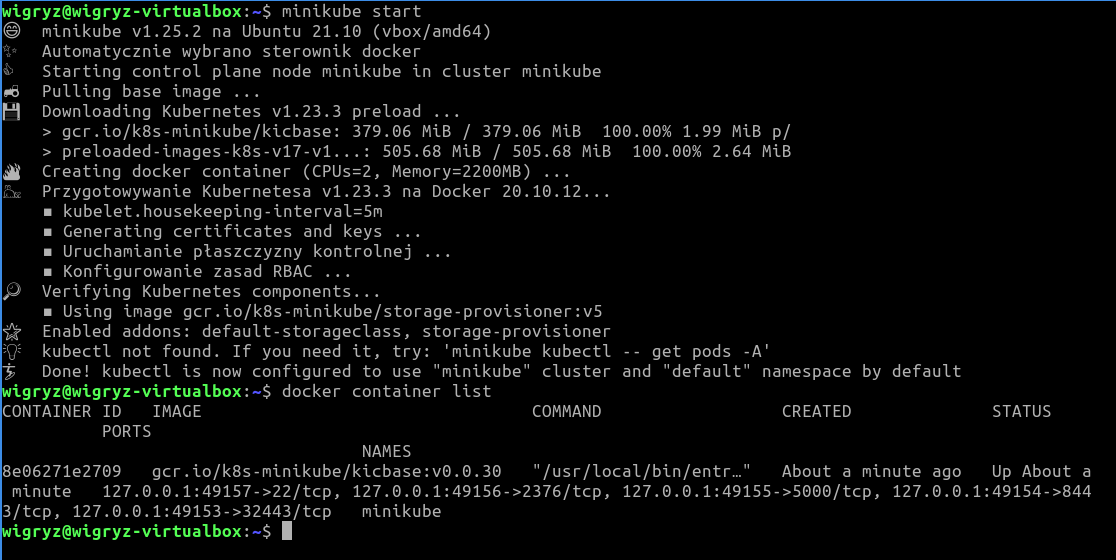 wigryz@wigryz-virtualbox:~$ minikube start
😄 minikube v1.25.2 na Ubuntu 21.10 (vbox/amd64)
✨ Automatycznie wybrano sterownik docker
👍 Starting control plane node minikube in cluster minikube
🚜 Pulling base image ...
💾 Downloading Kubernetes v1.23.3 preload ...
> gcr.io/k8s-minikube/kicbase: 379.06 MiB / 379.06 MiB 100.00% 1.99 MiB p/
> preloaded-images-k8s-v17-v1...: 505.68 MiB / 505.68 MiB 100.00% 2.64 MiB
🔥 Creating docker container (CPUs=2, Memory=2200MB) ...
🐳 Przygotowywanie Kubernetesa v1.23.3 na Docker 20.10.12...
▪ kubelet.housekeeping-interval=5m
▪ Generating certificates and keys ...
▪ Uruchamianie płaszczyzny kontrolnej ...
▪ Konfigurowanie zasad RBAC ...
🔎 Verifying Kubernetes components...
▪ Using image gcr.io/k8s-minikube/storage-provisioner:v5
🌟 Enabled addons: default-storageclass, storage-provisioner
💡 kubectl not found. If you need it, try: 'minikube kubectl -- get pods -A'
🏄 Done! kubectl is now configured to use "minikube" cluster and "default" namespace by default
wigryz@wigryz-virtualbox:~$ docker container list
CONTAINER ID IMAGE COMMAND CREATED STATUS
PORTS
NAMES
8e06271e2709 gcr.io/k8s-minikube/kicbase:v0.0.30 "/usr/local/bin/entr…" About a minute ago Up About a
minute 127.0.0.1:49157->22/tcp, 127.0.0.1:49156->2376/tcp, 127.0.0.1:49155->5000/tcp, 127.0.0.1:49154->844
3/tcp, 127.0.0.1:49153->32443/tcp minikube
wigryz@wigryz-virtualbox:~$